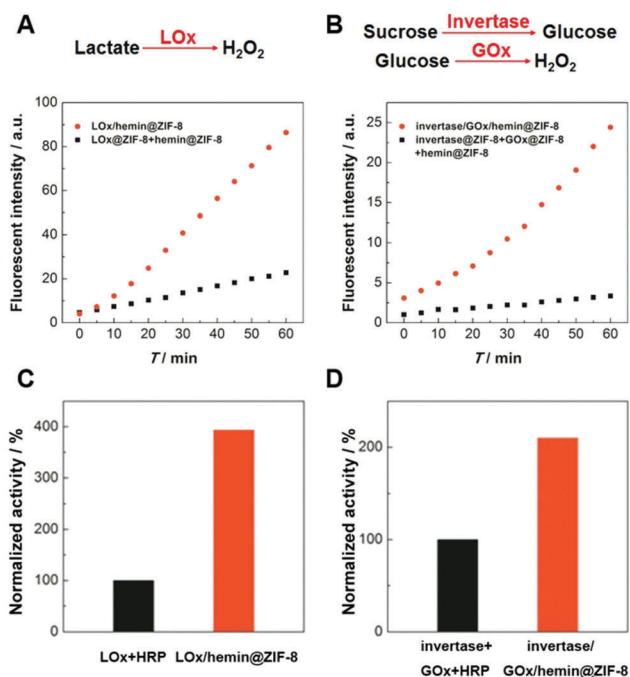 A
LOx
Lactate → H₂O₂
B
Invertase
Sucrose → Glucose
GOx
Glucose → H₂O₂
Fluorescent intensity / a.u.
100
80
60
40
20
0
LOx/hemin@ZIF-8
LOx@ZIF-8+hemin@ZIF-8
0 10 20 30 40 50 60
T / min
Fluorescent intensity / a.u.
25
20
15
10
5
0
invertase/GOx/hemin@ZIF-8
invertase@ZIF-8+GOx@ZIF-8
+hemin@ZIF-8
0 10 20 30 40 50 60
T / min
C
Normalized activity / %
400
300
200
100
0
LOx+HRP LOx/hemin@ZIF-8
D
Normalized activity / %
200
100
0
invertase+
GOx+HRP
invertase/
GOx/hemin@ZIF-8